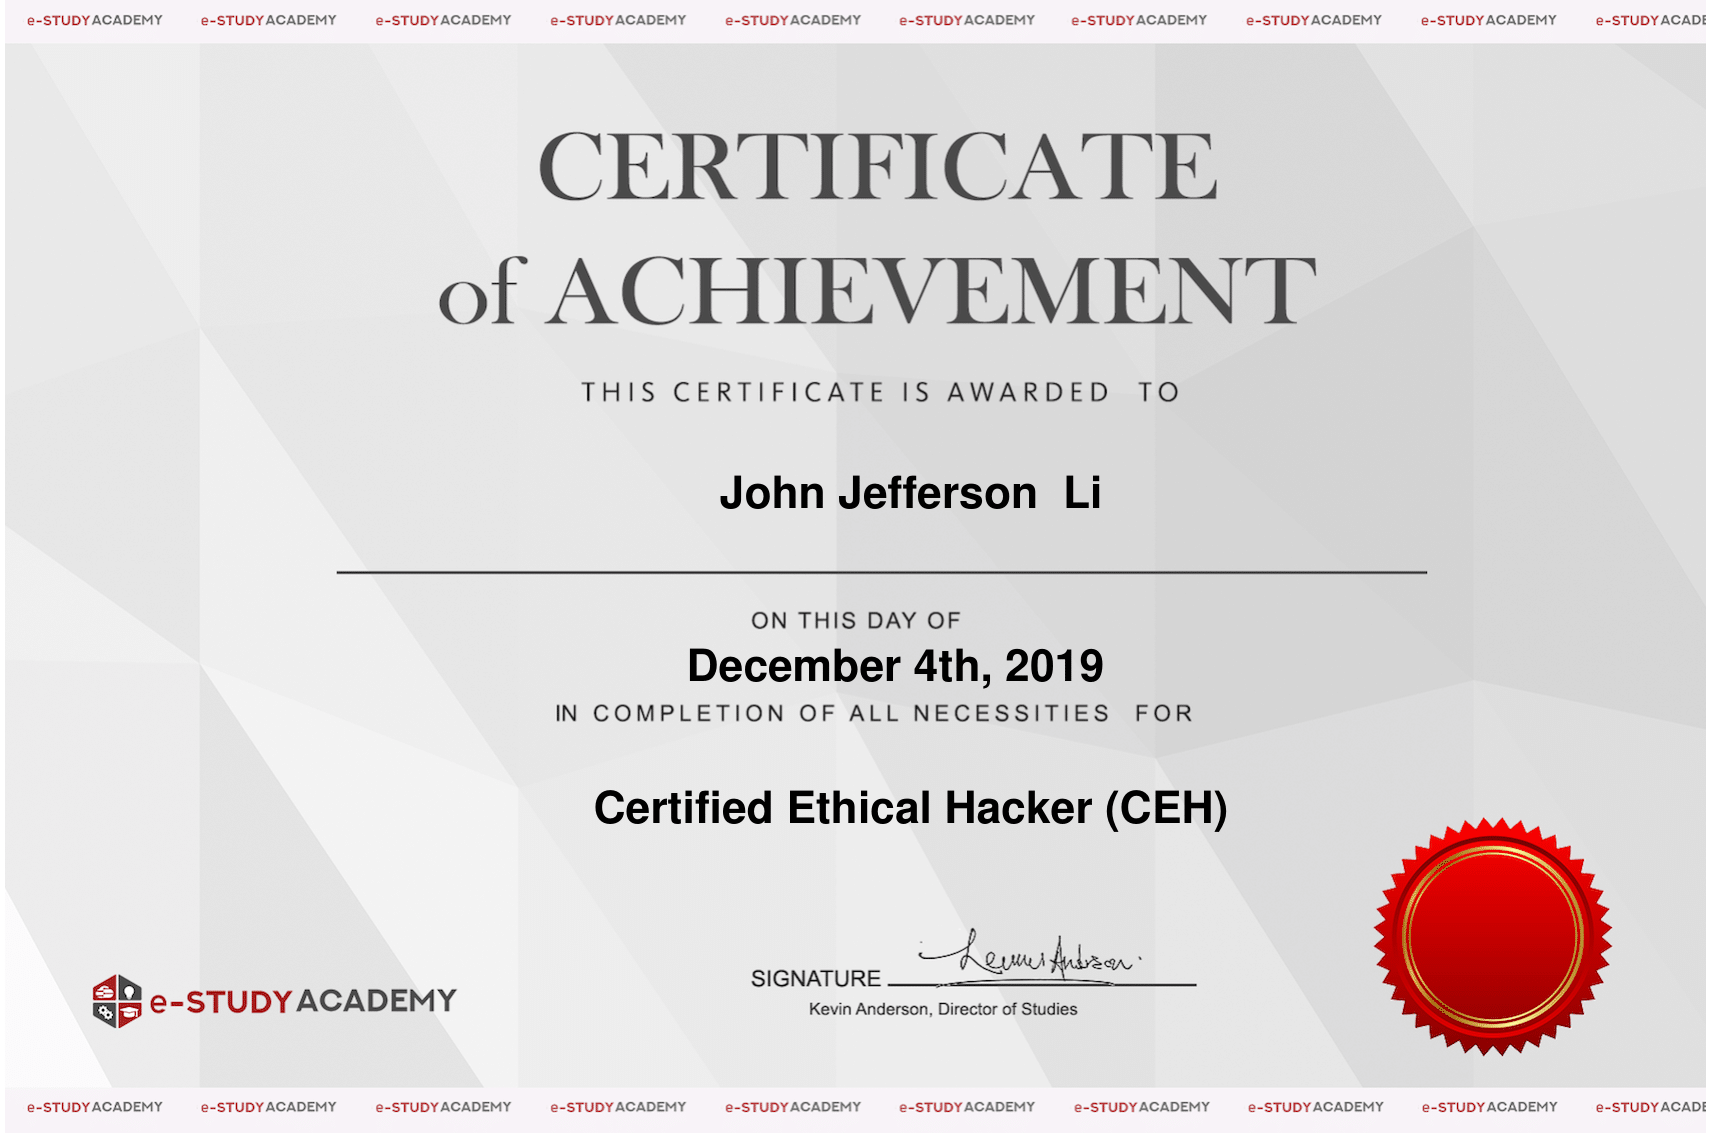 e-STUDY ACADEMY e-STUDY ACADEMY e-STUDY ACADEMY e-STUDY ACADEMY e-STUDY ACADEMY e-STUDY ACADEMY e-STUDY ACADEMY e-STUDY ACADEMY e-STUDY ACADEMY e-STUDY ACADE
CERTIFICATE
of ACHIEVEMENT
THIS CERTIFICATE IS AWARDED TO
John Jefferson Li
ON THIS DAY OF
December 4th, 2019
IN COMPLETION OF ALL NECESSITIES FOR
Certified Ethical Hacker (CEH)
e-STUDY ACADEMY
SIGNATURE
Kevin Anderson, Director of Studies
e-STUDY ACADEMY e-STUDY ACADEMY e-STUDY ACADEMY e-STUDY ACADEMY e-STUDY ACADEMY e-STUDY ACADEMY e-STUDY ACADEMY e-STUDY ACADEMY e-STUDY ACADEMY e-STUDY ACADE